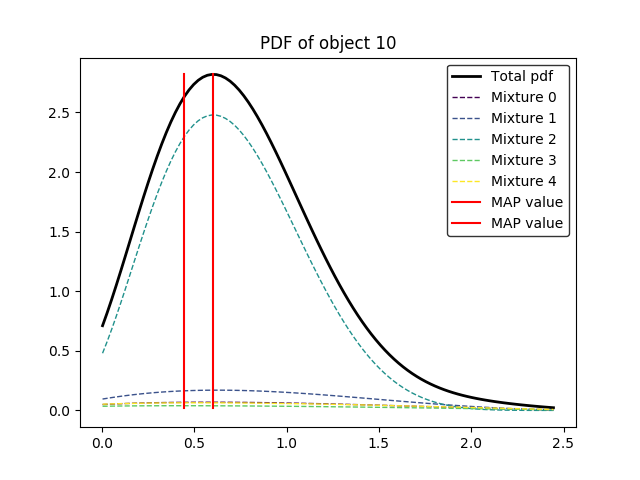 PDF of object 10
Total pdf
Mixture 0
Mixture 1
Mixture 2
Mixture 3
Mixture 4
MAP value
MAP value
2.5
2.0
1.5
1.0
0.5
0.0
0.0 0.5 1.0 1.5 2.0 2.5